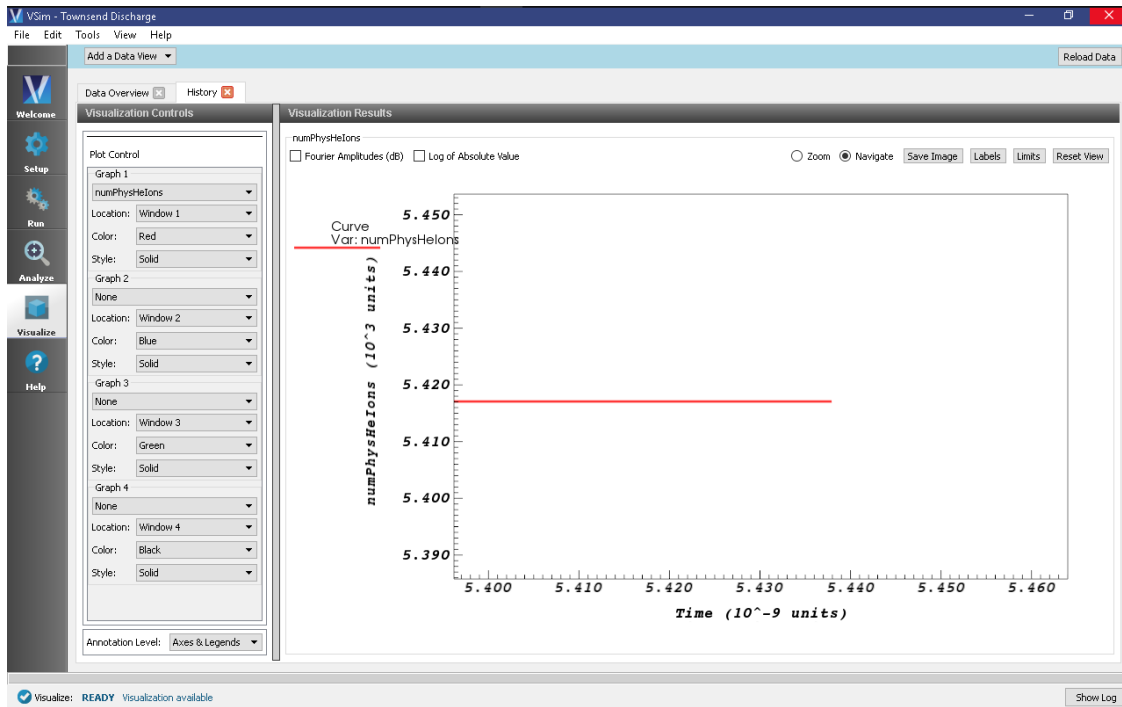 VSim - Townsend Discharge
File Edit Tools View Help
Add a Data View
Reload Data
Welcome
Setup
Run
Analyze
Visualize
Help
Data Overview
History
Visualization Controls
Plot Control
Graph 1
numPhysHeIons
Location: Window 1
Color: Red
Style: Solid
Graph 2
None
Location: Window 2
Color: Blue
Style: Solid
Graph 3
None
Location: Window 3
Color: Green
Style: Solid
Graph 4
None
Location: Window 4
Color: Black
Style: Solid
Annotation Level: Axes & Legends
Visualization Results
numPhysHeIons
Fourier Amplitudes (dB) Log of Absolute Value
Zoom Navigate Save Image Labels Limits Reset View
Curve
Var: numPhysHeIons
numPhysHeIons (10^3 units)
5.450
5.440
5.430
5.420
5.410
5.400
5.390
5.400 5.410 5.420 5.430 5.440 5.450 5.460
Time (10^-9 units)
Visualize: READY Visualization available
Show Log